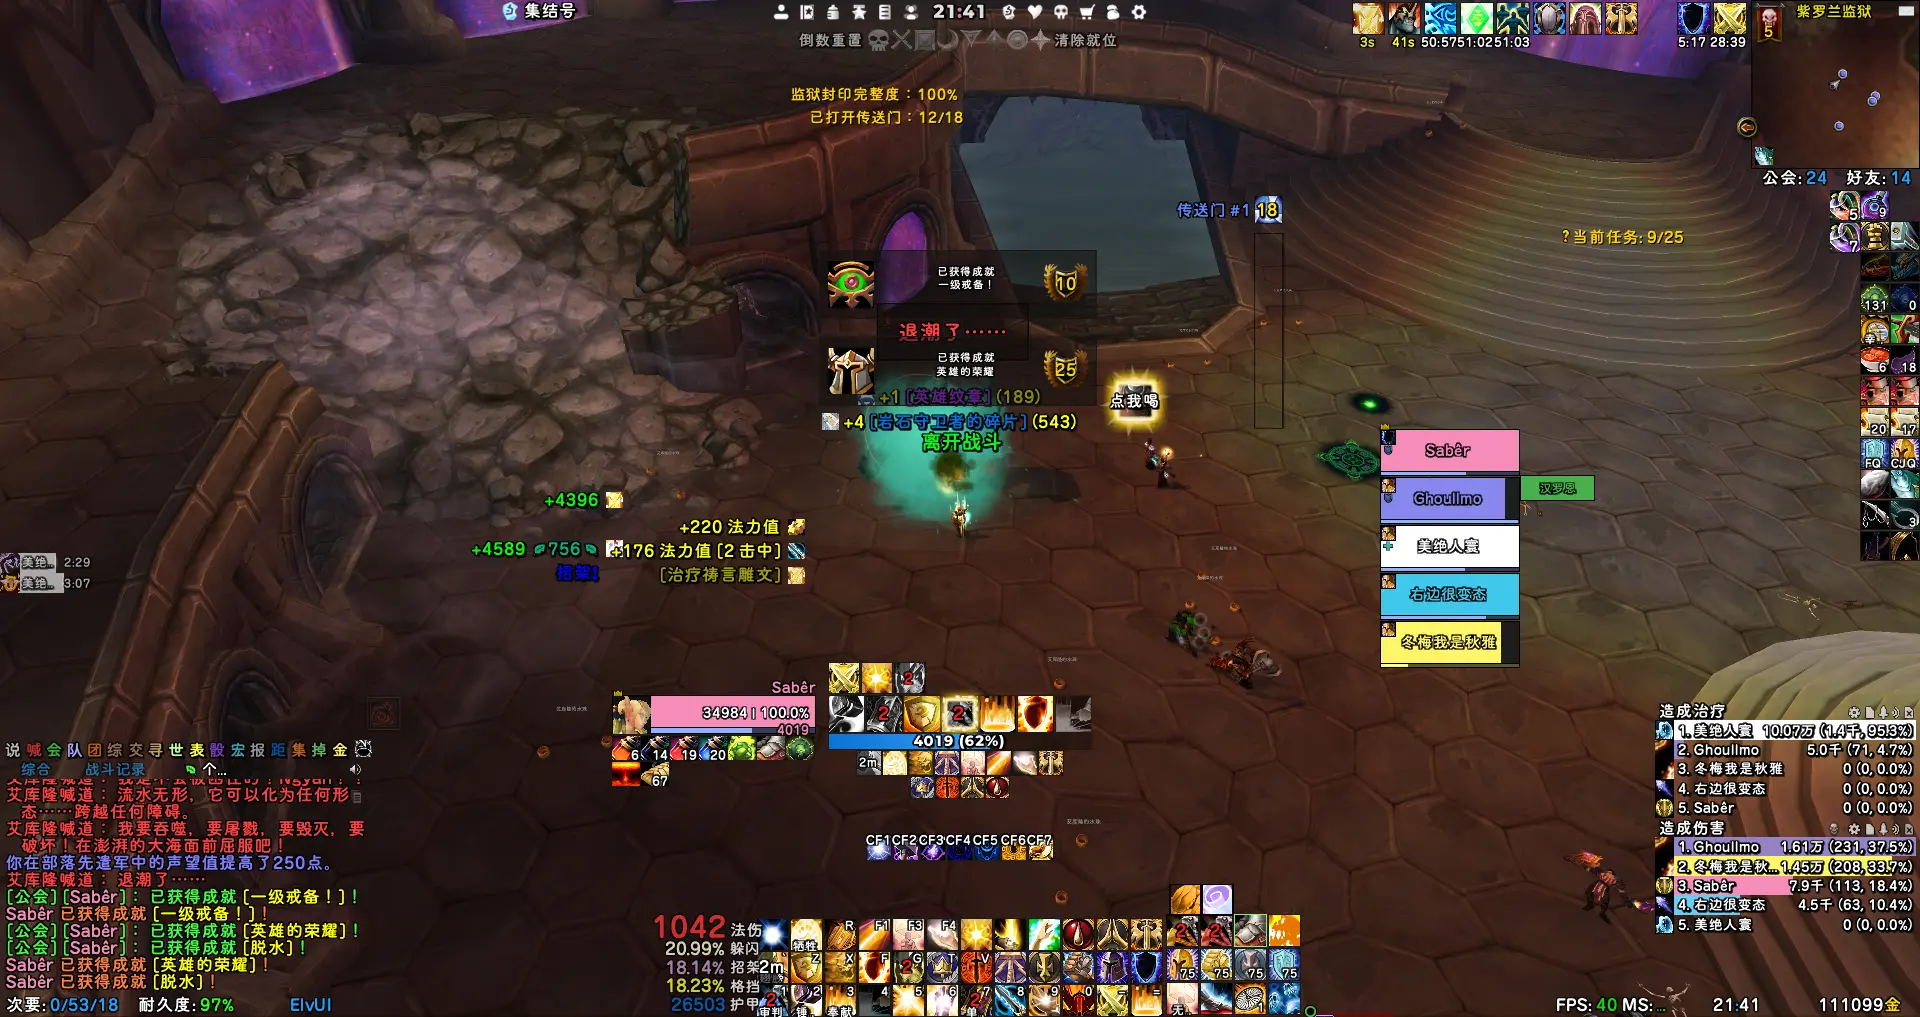 集结号
21:41
倒数重置
清除就位
3s 41s 50:57 51:02 51:03
5:17 28:39
紫罗兰监狱
5
监狱封印完整度：100%
已打开传送门：12/18
公会:24 好友:14
传送门 #1 18
?当前任务: 9/25
已获得成就
一级戒备！
10
退潮了……
已获得成就
英雄的荣耀
25
+1 [英雄纹章] (189)
+4 [岩石守卫者的碎片] (543)
离开战斗
点我喝
+4396
+220 法力值
+4589 756
+176 法力值 [2 击中]
招架!
[治疗祷言雕文]
Sabêr
Ghoullmo
汉罗恩
美绝人寰
右边很变态
冬梅我是秋雅
美绝.. 2:29
美绝.. 3:07
Sabêr
34984 | 100.0%
4019
6 14 19 20
67
4019 (62%)
2m
CF1 CF2 CF3 CF4 CF5 CF6 CF7
说 喊 会 队 团 综 交 寻 世 表 骰 宏 报 距 集 掉 金
综合 战斗记录 个...
艾库隆喊道：流水无形，它可以化为任何形
态……跨越任何障碍。
艾库隆喊道：我要吞噬，要屠戮，要毁灭，要
破坏！在澎湃的大海面前屈服吧！
你在部落先遣军中的声望值提高了250点。
艾库隆喊道：退潮了……
[公会] [Sabêr]：已获得成就 [一级戒备！]！
Sabêr 已获得成就 [一级戒备！]！
[公会] [Sabêr]：已获得成就 [英雄的荣耀]！
[公会] [Sabêr]：已获得成就 [脱水]！
Sabêr 已获得成就 [英雄的荣耀]！
Sabêr 已获得成就 [脱水]！
次要: 0/53/18 耐久度: 97% ElvUI
1042 法伤
20.99% 躲闪
18.14% 招架
18.23% 格挡
26503 护甲
造成治疗
1. 美绝人寰 10.07万 (1.4千, 95.3%)
2. Ghoullmo 5.0千 (71, 4.7%)
3. 冬梅我是秋雅 0 (0, 0.0%)
4. 右边很变态 0 (0, 0.0%)
5. Sabêr 0 (0, 0.0%)
造成伤害
1. Ghoullmo 1.61万 (231, 37.5%)
2. 冬梅我是秋... 1.45万 (208, 33.7%)
3. Sabêr 7.9千 (113, 18.4%)
4. 右边很变态 4.5千 (63, 10.4%)
5. 美绝人寰 0 (0, 0.0%)
FPS: 40 MS:... 21:41 111099金